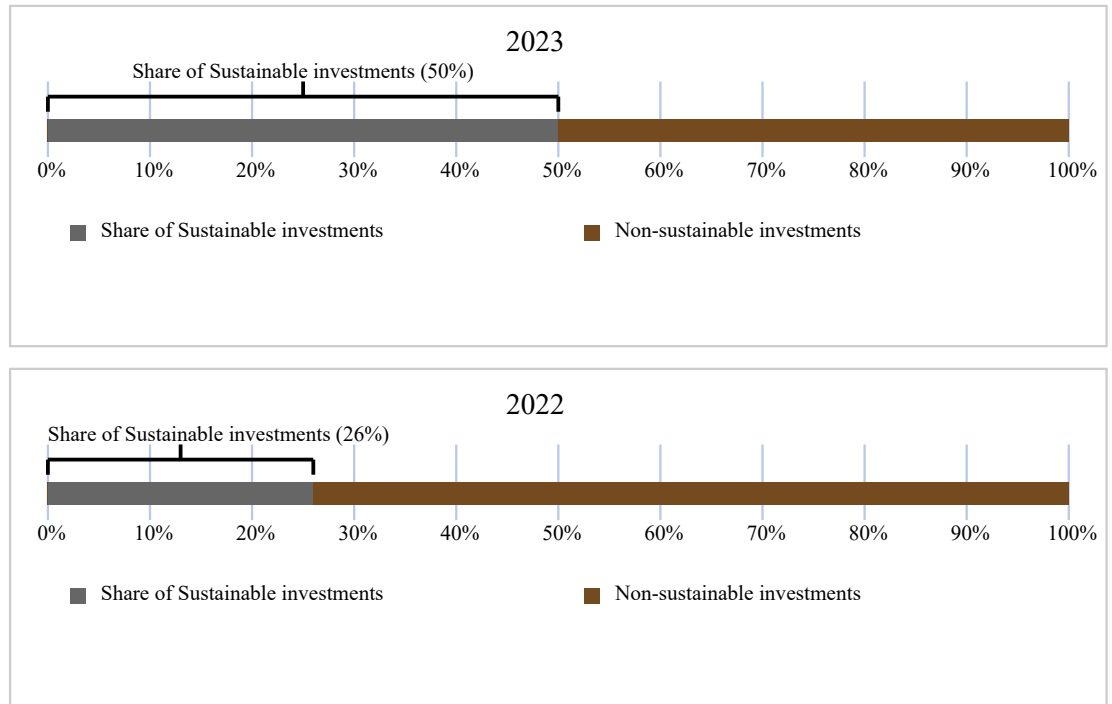 2023
Share of Sustainable investments (50%)
0% 10% 20% 30% 40% 50% 60% 70% 80% 90% 100%
Share of Sustainable investments Non-sustainable investments
2022
Share of Sustainable investments (26%)
0% 10% 20% 30% 40% 50% 60% 70% 80% 90% 100%
Share of Sustainable investments Non-sustainable investments